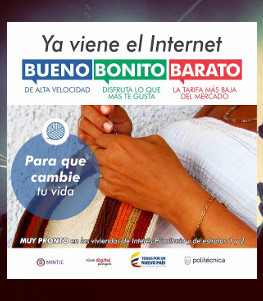 Ya viene el Internet
BUENO BONITO BARATO
DE ALTA VELOCIDAD DISFRUTA LO QUE MÁS TE GUSTA LA TARIFA MÁS BAJA DEL MERCADO
Para que
cambie
tu vida
MUY PRONTO en las viviendas de Interés Prioritario y de estratos 1 y 2
MINTIC vive digital TODOS POR UN NUEVO PAÍS politécnica